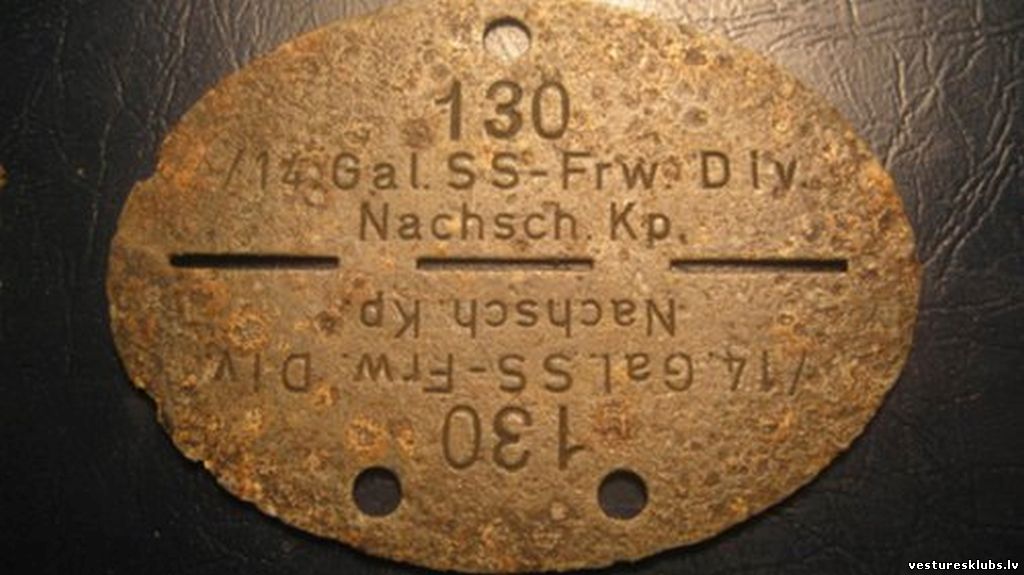 130
/14.Gal.SS-Frw. Div.
Nachsch. Kp.
Nachsch. Kp.
/14.Gal.SS-Frw. Div.
130
vesturesklubs.lv